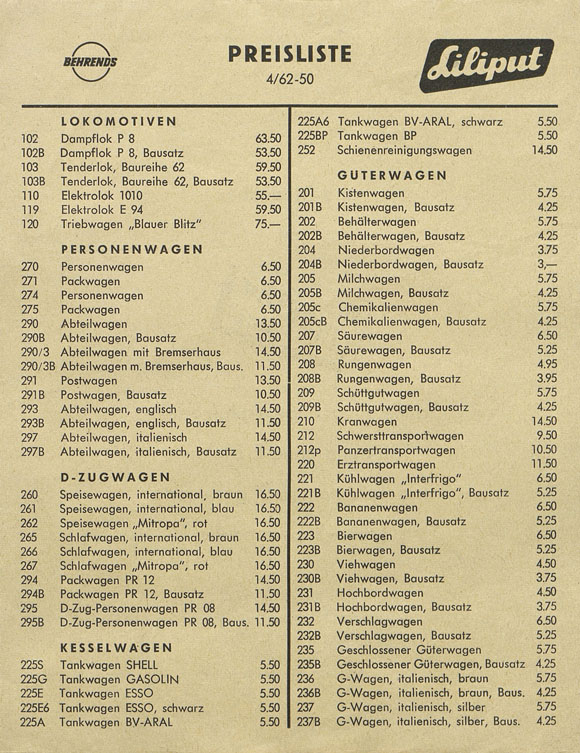 BEHRENDS
PREISLISTE
4/62-50
Liliput
LOKOMOTIVEN
102 Dampflok P 8 63.50
102B Dampflok P 8, Bausatz 53.50
103 Tenderlok, Baureihe 62 59.50
103B Tenderlok, Baureihe 62, Bausatz 53.50
110 Elektrolok 1010 55.—
119 Elektrolok E 94 59.50
120 Triebwagen „Blauer Blitz" 75.—
PERSONENWAGEN
270 Personenwagen 6.50
271 Packwagen 6.50
274 Personenwagen 6.50
275 Packwagen 6.50
290 Abteilwagen 13.50
290B Abteilwagen, Bausatz 10.50
290/3 Abteilwagen mit Bremserhaus 14.50
290/3B Abteilwagen m. Bremserhaus, Baus. 11.50
291 Postwagen 13.50
291B Postwagen, Bausatz 10.50
293 Abteilwagen, englisch 14.50
293B Abteilwagen, englisch, Bausatz 11.50
297 Abteilwagen, italienisch 14.50
297B Abteilwagen, italienisch, Bausatz 11.50
D-ZUGWAGEN
260 Speisewagen, international, braun 16.50
261 Speisewagen, international, blau 16.50
262 Speisewagen „Mitropa", rot 16.50
265 Schlafwagen, international, braun 16.50
266 Schlafwagen, international, blau 16.50
267 Schlafwagen „Mitropa", rot 16.50
294 Packwagen PR 12 14.50
294B Packwagen PR 12, Bausatz 11.50
295 D-Zug-Personenwagen PR 08 14.50
295B D-Zug-Personenwagen PR 08, Baus. 11.50
KESSELWAGEN
225S Tankwagen SHELL 5.50
225G Tankwagen GASOLIN 5.50
225E Tankwagen ESSO 5.50
225E6 Tankwagen ESSO, schwarz 5.50
225A Tankwagen BV-ARAL 5.50
225A6 Tankwagen BV-ARAL, schwarz 5.50
225BP Tankwagen BP 5.50
252 Schienenreinigungswagen 14.50
GUTERWAGEN
201 Kistenwagen 5.75
201B Kistenwagen, Bausatz 4.25
202 Behälterwagen 5.75
202B Behälterwagen, Bausatz 4.25
204 Niederbordwagen 3.75
204B Niederbordwagen, Bausatz 3,—
205 Milchwagen 5.75
205B Milchwagen, Bausatz 4.25
205c Chemikalienwagen 5.75
205cB Chemikalienwagen, Bausatz 4.25
207 Säurewagen 6.50
207B Säurewagen, Bausatz 5.25
208 Rungenwagen 4.95
208B Rungenwagen, Bausatz 3.95
209 Schüttgutwagen 5.75
209B Schüttgutwagen, Bausatz 4.25
210 Kranwagen 14.50
212 Schwersttransportwagen 9.50
212p Panzertransportwagen 10.50
220 Erztransportwagen 11.50
221 Kühlwagen „Interfrigo" 6.50
221B Kühlwagen „Interfrigo", Bausatz 5.25
222 Bananenwagen 6.50
222B Bananenwagen, Bausatz 5.25
223 Bierwagen 6.50
223B Bierwagen, Bausatz 5.25
230 Viehwagen 4.50
230B Viehwagen, Bausatz 3.75
231 Hochbordwagen 4.50
231B Hochbordwagen, Bausatz 3.75
232 Verschlagwagen 6.50
232B Verschlagwagen, Bausatz 5.25
235 Geschlossener Güterwagen 5.75
235B Geschlossener Güterwagen, Bausatz 4.25
236 G-Wagen, italienisch, braun 5.75
236B G-Wagen, italienisch, braun, Baus. 4.25
237 G-Wagen, italienisch, silber 5.75
237B G-Wagen, italienisch, silber, Baus. 4.25